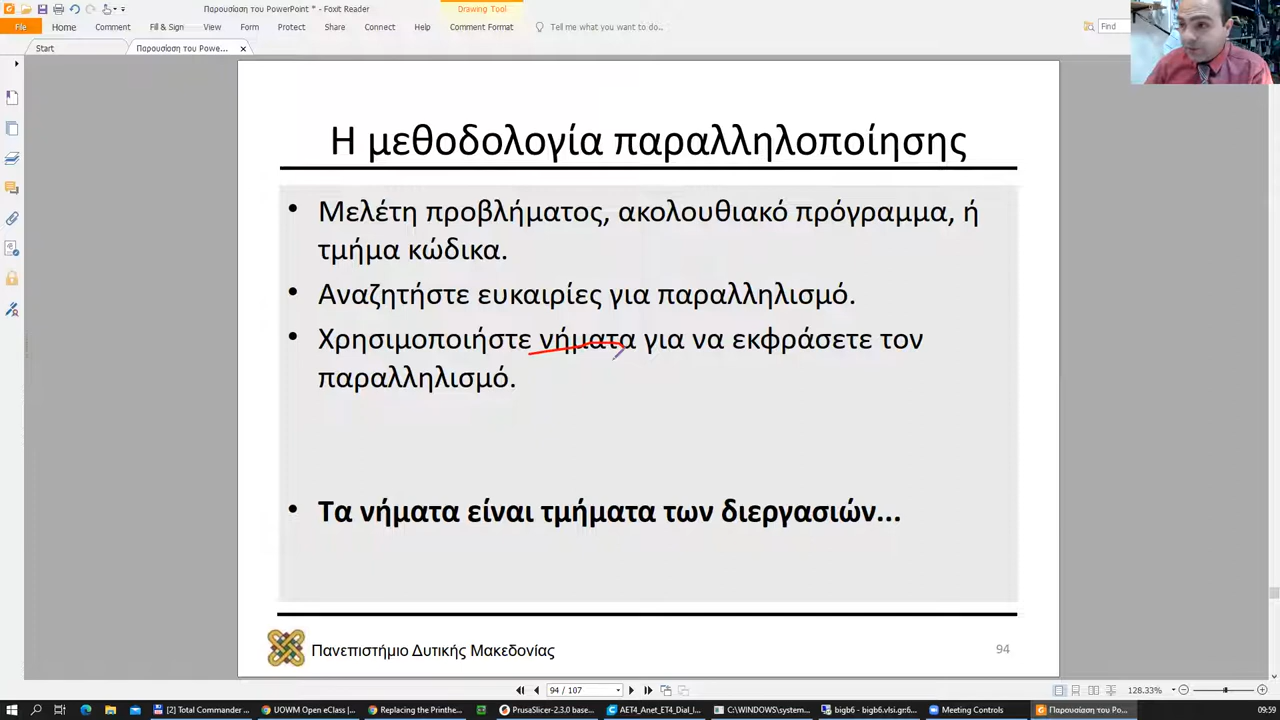 Παρουσίαση του PowerPoint * - Foxit Reader
Drawing Tool
File Home Comment Fill & Sign View Form Protect Share Connect Help Comment Format Tell me what you want to do... Find
Start Παρουσίαση του Powe...
Η μεθοδολογία παραλληλοποίησης
• Μελέτη προβλήματος, ακολουθιακό πρόγραμμα, ή
τμήμα κώδικα.
• Αναζητήστε ευκαιρίες για παραλληλισμό.
• Χρησιμοποιήστε νήματα για να εκφράσετε τον
παραλληλισμό.
• Τα νήματα είναι τμήματα των διεργασιών...
Πανεπιστήμιο Δυτικής Μακεδονίας
94
94 / 107
128.33%
[2] Total Commander ... UOWM Open eClass |... Replacing the Printhe... PrusaSlicer-2.3.0 base... AET4_Anet_ET4_Dial_I... C:\WINDOWS\system... bigb6 - bigb6.vlsi.gr:6... Meeting Controls Παρουσίαση του Po... 09:59